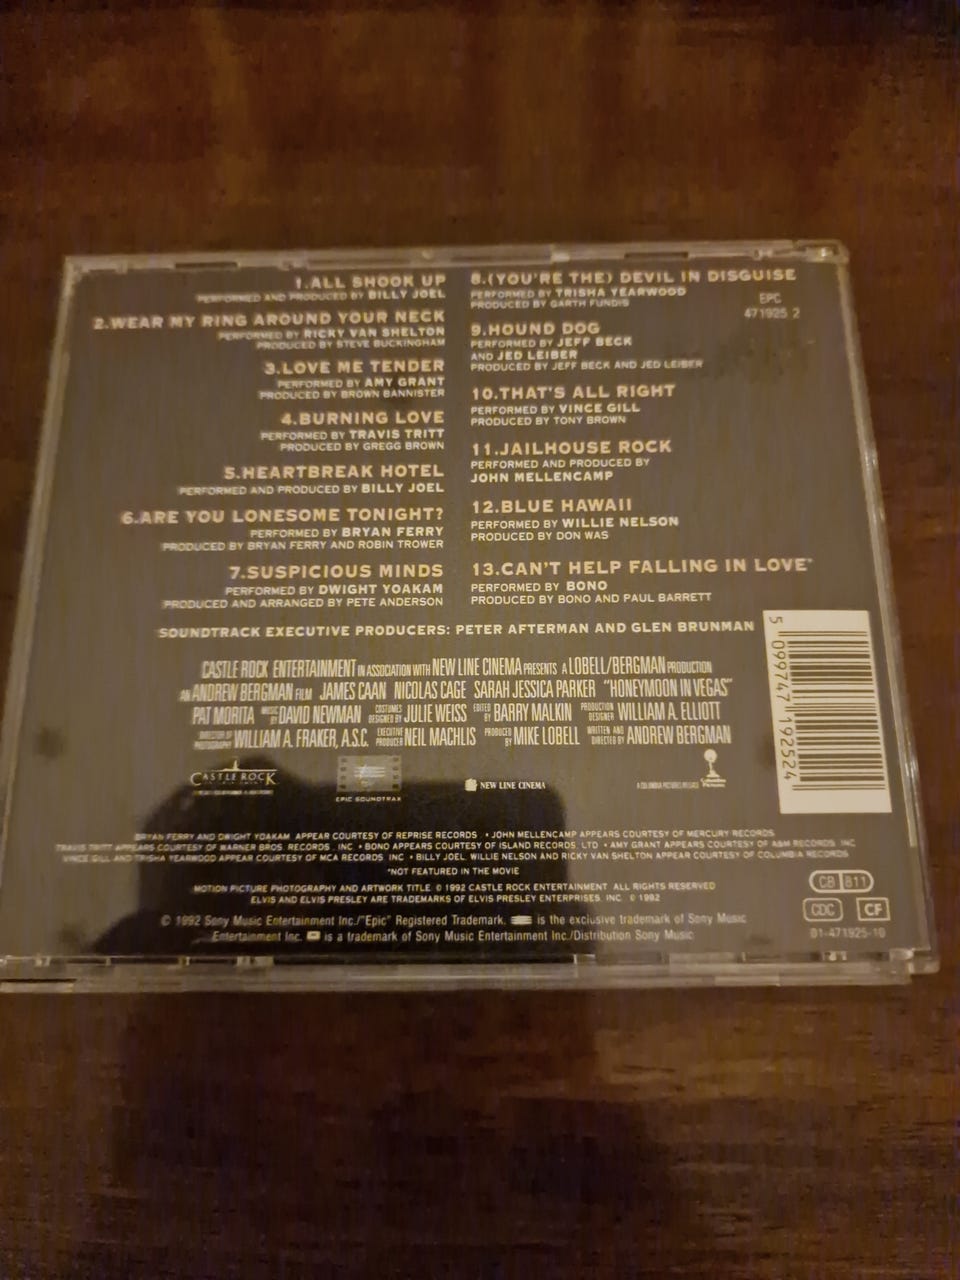 1.ALL SHOOK UP
PERFORMED AND PRODUCED BY BILLY JOEL
2.WEAR MY RING AROUND YOUR NECK
PERFORMED BY RICKY VAN SHELTON
PRODUCED BY STEVE BUCKINGHAM
3.LOVE ME TENDER
PERFORMED BY AMY GRANT
PRODUCED BY BROWN BANNISTER
4.BURNING LOVE
PERFORMED BY TRAVIS TRITT
PRODUCED BY GREGG BROWN
5.HEARTBREAK HOTEL
PERFORMED AND PRODUCED BY BILLY JOEL
6.ARE YOU LONESOME TONIGHT?
PERFORMED BY BRYAN FERRY
PRODUCED BY BRYAN FERRY AND ROBIN TROWER
7.SUSPICIOUS MINDS
PERFORMED BY DWIGHT YOAKAM
PRODUCED AND ARRANGED BY PETE ANDERSON
8.(YOU'RE THE) DEVIL IN DISGUISE
PERFORMED BY TRISHA YEARWOOD
PRODUCED BY GARTH FUNDIS
EPC
471925 2
9.HOUND DOG
PERFORMED BY JEFF BECK
AND JED LEIBER
PRODUCED BY JEFF BECK AND JED LEIBER
10.THAT'S ALL RIGHT
PERFORMED BY VINCE GILL
PRODUCED BY TONY BROWN
11.JAILHOUSE ROCK
PERFORMED AND PRODUCED BY
JOHN MELLENCAMP
12.BLUE HAWAII
PERFORMED BY WILLIE NELSON
PRODUCED BY DON WAS
13.CAN'T HELP FALLING IN LOVE*
PERFORMED BY BONO
PRODUCED BY BONO AND PAUL BARRETT
SOUNDTRACK EXECUTIVE PRODUCERS: PETER AFTERMAN AND GLEN BRUNMAN
CASTLE ROCK ENTERTAINMENT IN ASSOCIATION WITH NEW LINE CINEMA PRESENTS A LOBELL/BERGMAN PRODUCTION
AN ANDREW BERGMAN FILM JAMES CAAN NICOLAS CAGE SARAH JESSICA PARKER "HONEYMOON IN VEGAS"
PAT MORITA MUSIC BY DAVID NEWMAN COSTUMES DESIGNED BY JULIE WEISS EDITED BY BARRY MALKIN PRODUCTION DESIGNER WILLIAM A. ELLIOTT
DIRECTOR OF PHOTOGRAPHY WILLIAM A. FRAKER, A.S.C. EXECUTIVE PRODUCER NEIL MACHLIS PRODUCED BY MIKE LOBELL WRITTEN AND DIRECTED BY ANDREW BERGMAN
5 099747 192524
CASTLE ROCK
ENTERTAINMENT
EPIC SOUNDTRAX
NEW LINE CINEMA
A COLUMBIA PICTURES RELEASE
Columbia
Pictures
BRYAN FERRY AND DWIGHT YOAKAM APPEAR COURTESY OF REPRISE RECORDS • JOHN MELLENCAMP APPEARS COURTESY OF MERCURY RECORDS
TRAVIS TRITT APPEARS COURTESY OF WARNER BROS. RECORDS, INC. • BONO APPEARS COURTESY OF ISLAND RECORDS, LTD. • AMY GRANT APPEARS COURTESY OF A&M RECORDS, INC.
VINCE GILL AND TRISHA YEARWOOD APPEAR COURTESY OF MCA RECORDS, INC. • BILLY JOEL, WILLIE NELSON AND RICKY VAN SHELTON APPEAR COURTESY OF COLUMBIA RECORDS
*NOT FEATURED IN THE MOVIE
MOTION PICTURE PHOTOGRAPHY AND ARTWORK TITLE © 1992 CASTLE ROCK ENTERTAINMENT. ALL RIGHTS RESERVED
ELVIS AND ELVIS PRESLEY ARE TRADEMARKS OF ELVIS PRESLEY ENTERPRISES, INC. © 1992
© 1992 Sony Music Entertainment Inc./"Epic" Registered Trademark, is the exclusive trademark of Sony Music
Entertainment Inc. is a trademark of Sony Music Entertainment Inc./Distribution Sony Music
CB 811
CDC CF
01-471925-10